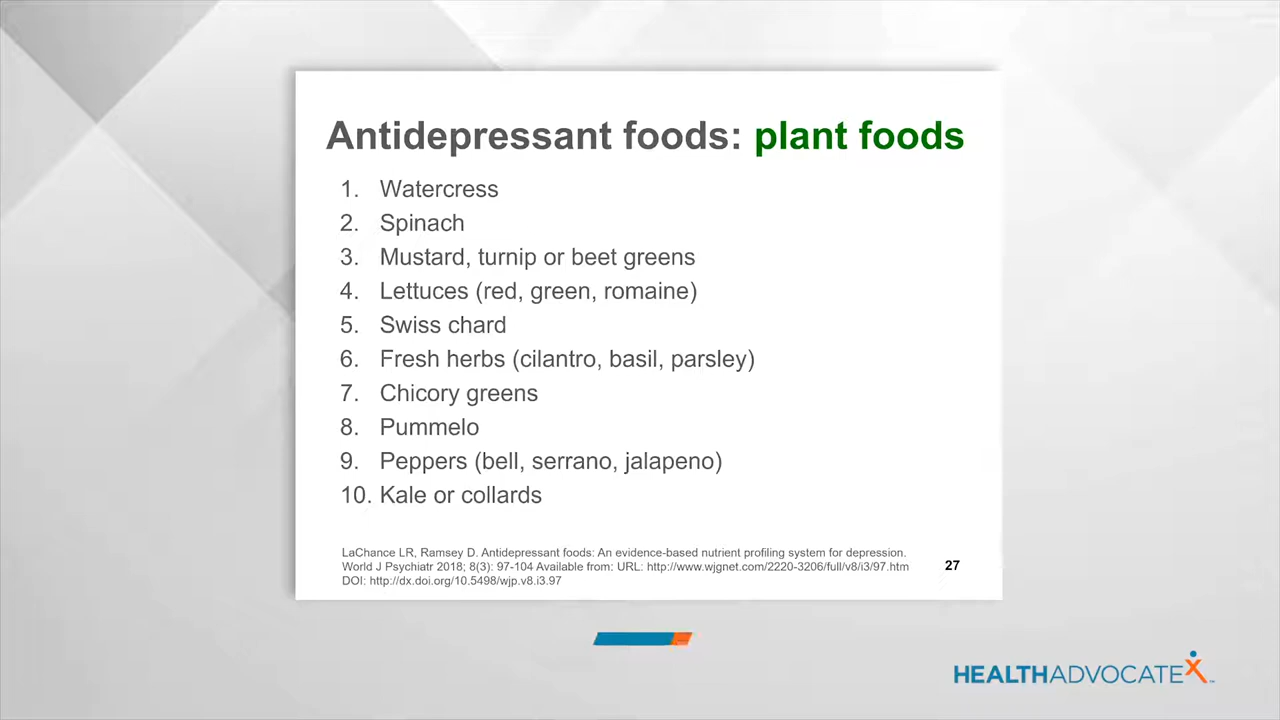 Antidepressant foods: plant foods
1. Watercress
2. Spinach
3. Mustard, turnip or beet greens
4. Lettuces (red, green, romaine)
5. Swiss chard
6. Fresh herbs (cilantro, basil, parsley)
7. Chicory greens
8. Pummelo
9. Peppers (bell, serrano, jalapeno)
10. Kale or collards
LaChance LR, Ramsey D. Antidepressant foods: An evidence-based nutrient profiling system for depression.
World J Psychiatr 2018; 8(3): 97-104 Available from: URL: http://www.wjgnet.com/2220-3206/full/v8/i3/97.htm
DOI: http://dx.doi.org/10.5498/wjp.v8.i3.97
27
HEALTHADVOCATEX™